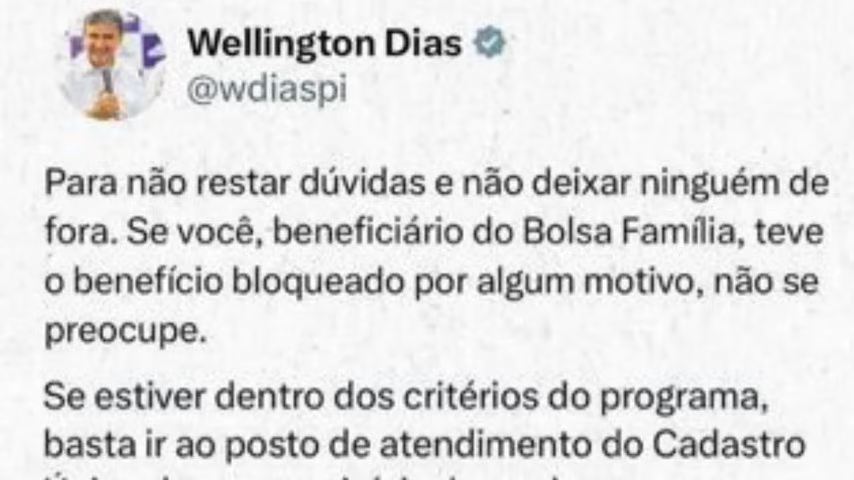 Wellington Dias
@wdiaspi
Para não restar dúvidas e não deixar ninguém de
fora. Se você, beneficiário do Bolsa Família, teve
o benefício bloqueado por algum motivo, não se
preocupe.
Se estiver dentro dos critérios do programa,
basta ir ao posto de atendimento do Cadastro